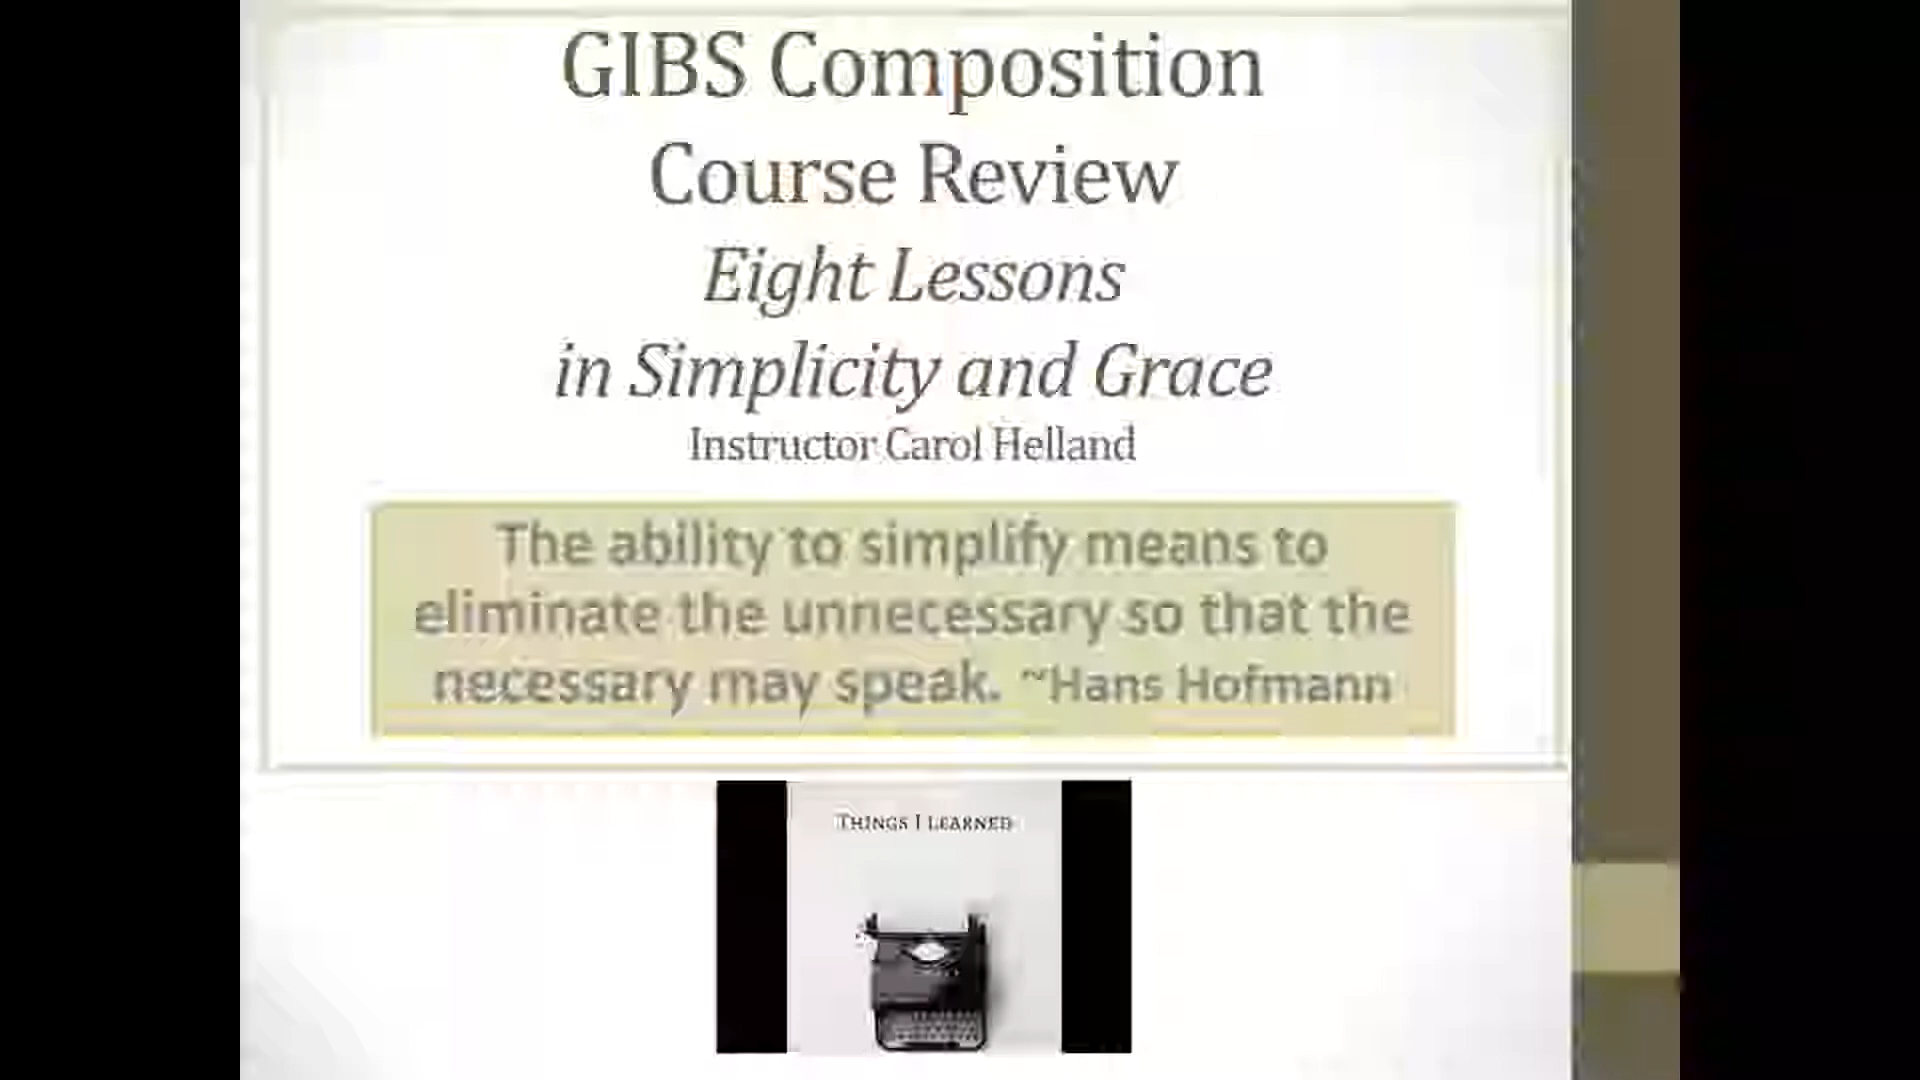 GIBS Composition
Course Review
Eight Lessons
in Simplicity and Grace
Instructor Carol Helland
The ability to simplify means to
eliminate the unnecessary so that the
necessary may speak. ~Hans Hofmann
THINGS I LEARNED